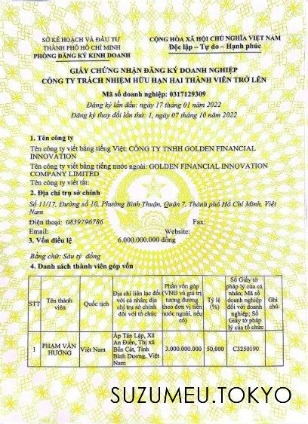 SỞ KẾ HOẠCH VÀ ĐẦU TƯ
THÀNH PHỐ HỒ CHÍ MINH
PHÒNG ĐĂNG KÝ KINH DOANH
CỘNG HÒA XÃ HỘI CHỦ NGHĨA VIỆT NAM
Độc lập - Tự do - Hạnh phúc
GIẤY CHỨNG NHẬN ĐĂNG KÝ DOANH NGHIỆP
CÔNG TY TRÁCH NHIỆM HỮU HẠN HAI THÀNH VIÊN TRỞ LÊN
Mã số doanh nghiệp: 0317129309
Đăng ký lần đầu: ngày 17 tháng 01 năm 2022
Đăng ký thay đổi lần thứ: 1, ngày 07 tháng 10 năm 2022
1. Tên công ty
Tên công ty viết bằng tiếng Việt: CÔNG TY TNHH GOLDEN FINANCIAL
INNOVATION
Tên công ty viết bằng tiếng nước ngoài: GOLDEN FINANCIAL INNOVATION
COMPANY LIMITED
Tên công ty viết tắt:
2. Địa chỉ trụ sở chính
Số 11/17, Đường số 10, Phường Bình Thuận, Quận 7, Thành phố Hồ Chí Minh, Việt
Nam
Điện thoại: 0839796786 Fax:
Email: Website:
3. Vốn điều lệ 6.000.000.000 đồng
Bằng chữ: Sáu tỷ đồng
4. Danh sách thành viên góp vốn
STT
Tên thành
viên
Quốc tịch
Địa chỉ liên lạc đối
với cá nhân; địa
chỉ trụ sở chính
đối với tổ chức
Phần vốn góp
(VNĐ và giá trị
tương đương
theo đơn vị tiền
nước ngoài, nếu
có)
Tỷ lệ
(%)
Số Giấy tờ
pháp lý của cá
nhân; Mã số
doanh nghiệp
đối với doanh
nghiệp; Số
Giấy tờ pháp
lý của tổ chức
Ghi
chú
1
PHẠM VĂN
HƯỞNG
Việt Nam
Ấp Tân Lập, Xã
An Điền, Thị xã
Bến Cát, Tỉnh
Bình Dương, Việt
Nam
3.000.000.000
50,000
C3250190
SUZUMEU.TOKYO